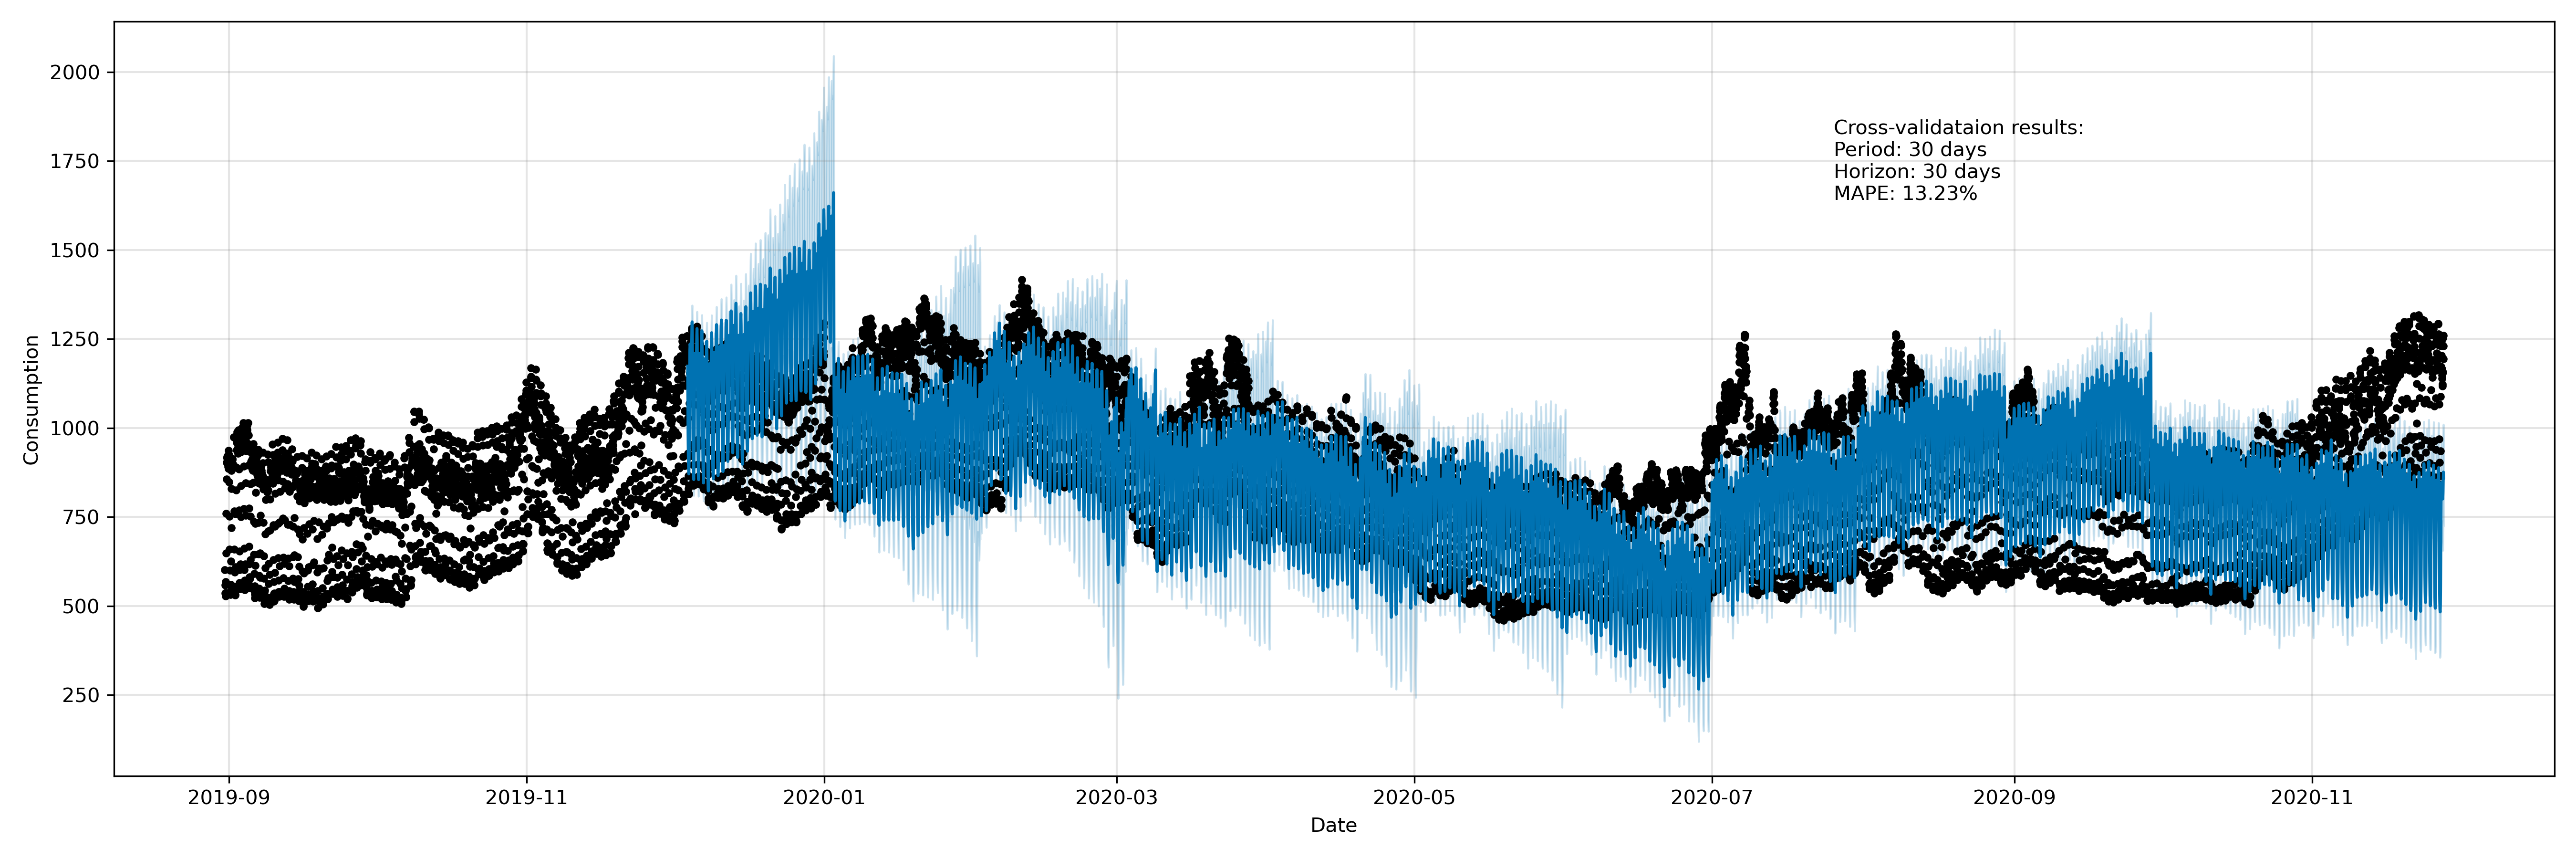 2000
1750
1500
1250
1000
750
500
250
Consumption
Cross-validataion results:
Period: 30 days
Horizon: 30 days
MAPE: 13.23%
2019-09
2019-11
2020-01
2020-03
2020-05
2020-07
2020-09
2020-11
Date